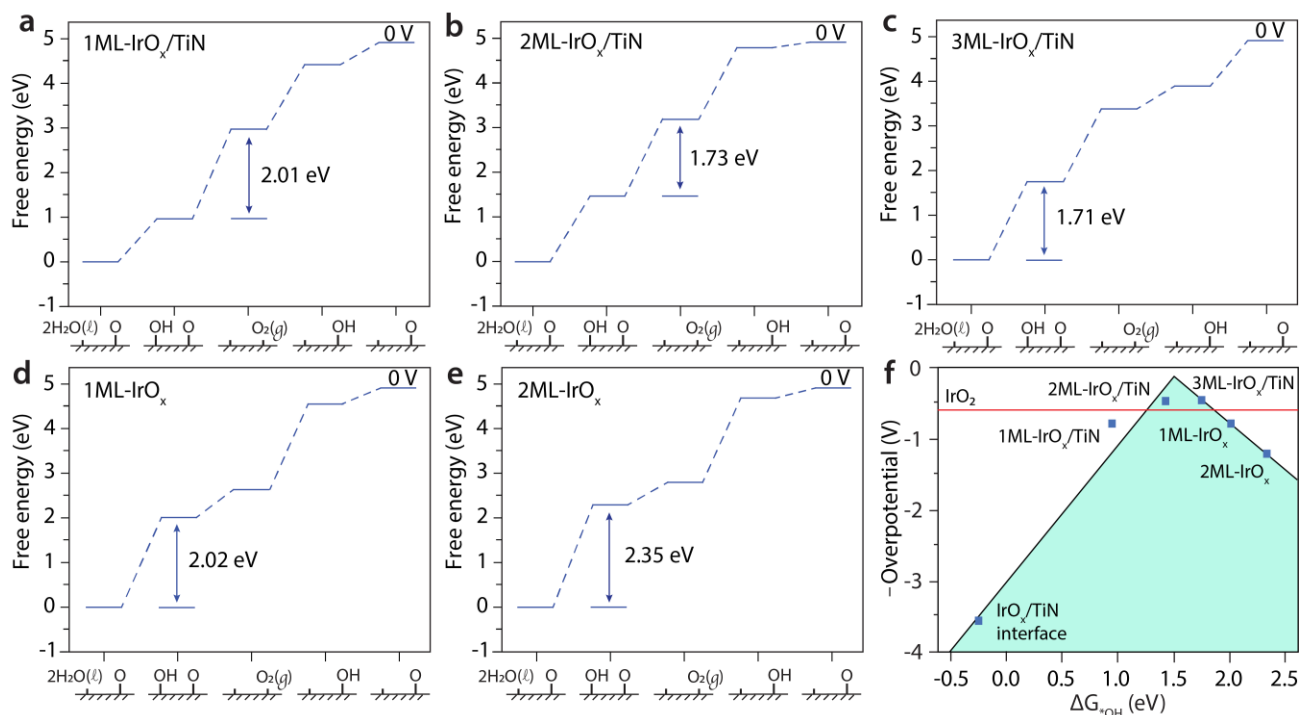 a
1ML-IrOₓ/TiN
0 V
Free energy (eV)
5
4
3
2
1
0
-1
2.01 eV
2H₂O(ℓ) O OH O O₂(g) OH O
b
2ML-IrOₓ/TiN
0 V
Free energy (eV)
5
4
3
2
1
0
-1
1.73 eV
2H₂O(ℓ) O OH O O₂(g) OH O
c
3ML-IrOₓ/TiN
0 V
Free energy (eV)
5
4
3
2
1
0
-1
1.71 eV
2H₂O(ℓ) O OH O O₂(g) OH O
d
1ML-IrOₓ
0 V
Free energy (eV)
5
4
3
2
1
0
-1
2.02 eV
2H₂O(ℓ) O OH O O₂(g) OH O
e
2ML-IrOₓ
0 V
Free energy (eV)
5
4
3
2
1
0
-1
2.35 eV
2H₂O(ℓ) O OH O O₂(g) OH O
f
−Overpotential (V)
-0
-1
-2
-3
-4
IrO₂
2ML-IrOₓ/TiN
3ML-IrOₓ/TiN
1ML-IrOₓ/TiN
1ML-IrOₓ
2ML-IrOₓ
IrOₓ/TiN
interface
-0.5 0.0 0.5 1.0 1.5 2.0 2.5
ΔG*OH (eV)